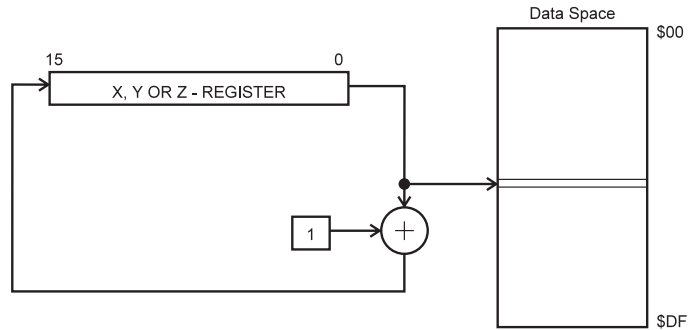 Data Space
$00
15 0
X, Y OR Z - REGISTER
1
+
$DF